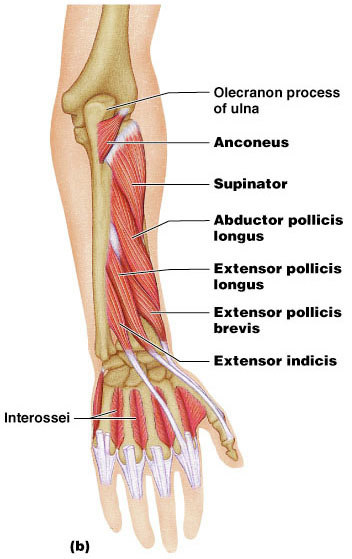 Olecranon process
of ulna
Anconeus
Supinator
Abductor pollicis
longus
Extensor pollicis
longus
Extensor pollicis
brevis
Extensor indicis
Interossei
(b)